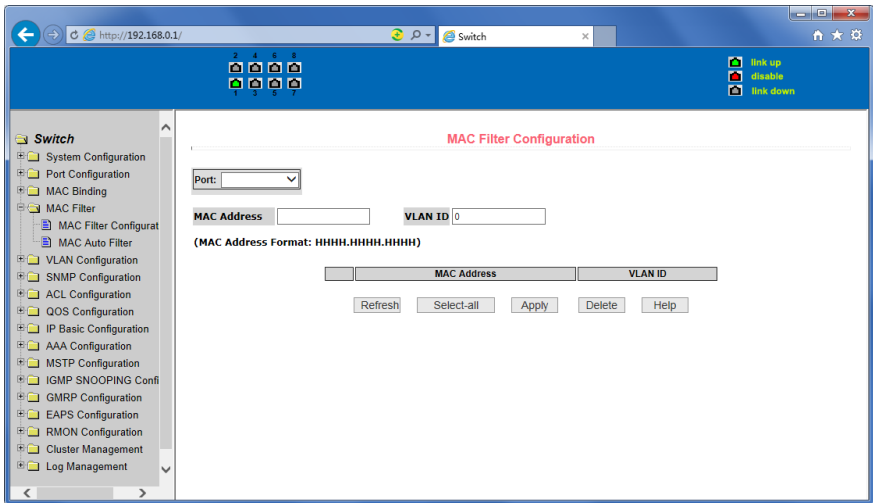 http://192.168.0.1/
Switch
2 4 6 8
1 3 5 7
link up
disable
link down
Switch
System Configuration
Port Configuration
MAC Binding
MAC Filter
MAC Filter Configurat
MAC Auto Filter
VLAN Configuration
SNMP Configuration
ACL Configuration
QOS Configuration
IP Basic Configuration
AAA Configuration
MSTP Configuration
IGMP SNOOPING Confi
GMRP Configuration
EAPS Configuration
RMON Configuration
Cluster Management
Log Management
MAC Filter Configuration
Port:
MAC Address VLAN ID 0
(MAC Address Format: HHHH.HHHH.HHHH)
MAC Address VLAN ID
Refresh Select-all Apply Delete Help